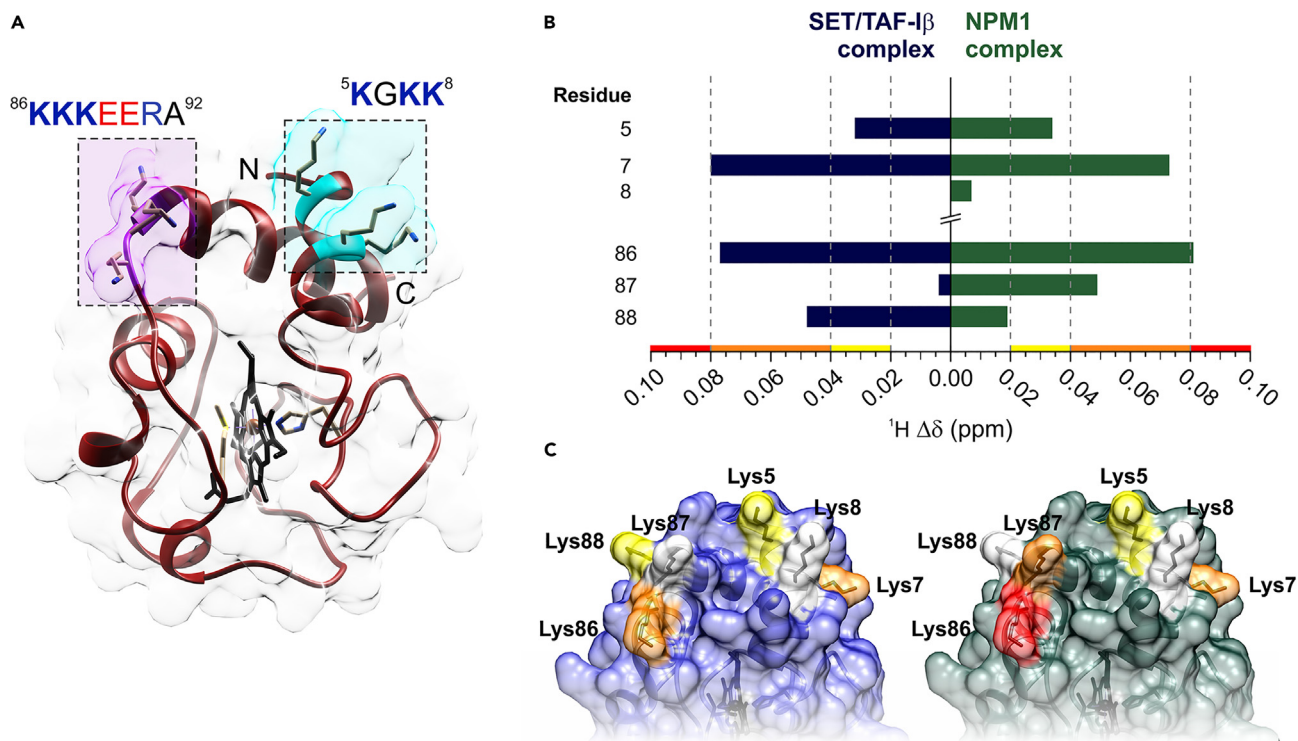 A
⁸⁶KKKEERA⁹²
⁵KGKK⁸
N
C
B
SET/TAF-Iβ
complex
NPM1
complex
Residue
5
7
8
86
87
88
0.10 0.08 0.06 0.04 0.02 0.00 0.02 0.04 0.06 0.08 0.10
¹H Δδ (ppm)
C
Lys5
Lys87 Lys8
Lys88
Lys7
Lys86
Lys5
Lys87 Lys8
Lys88
Lys7
Lys86